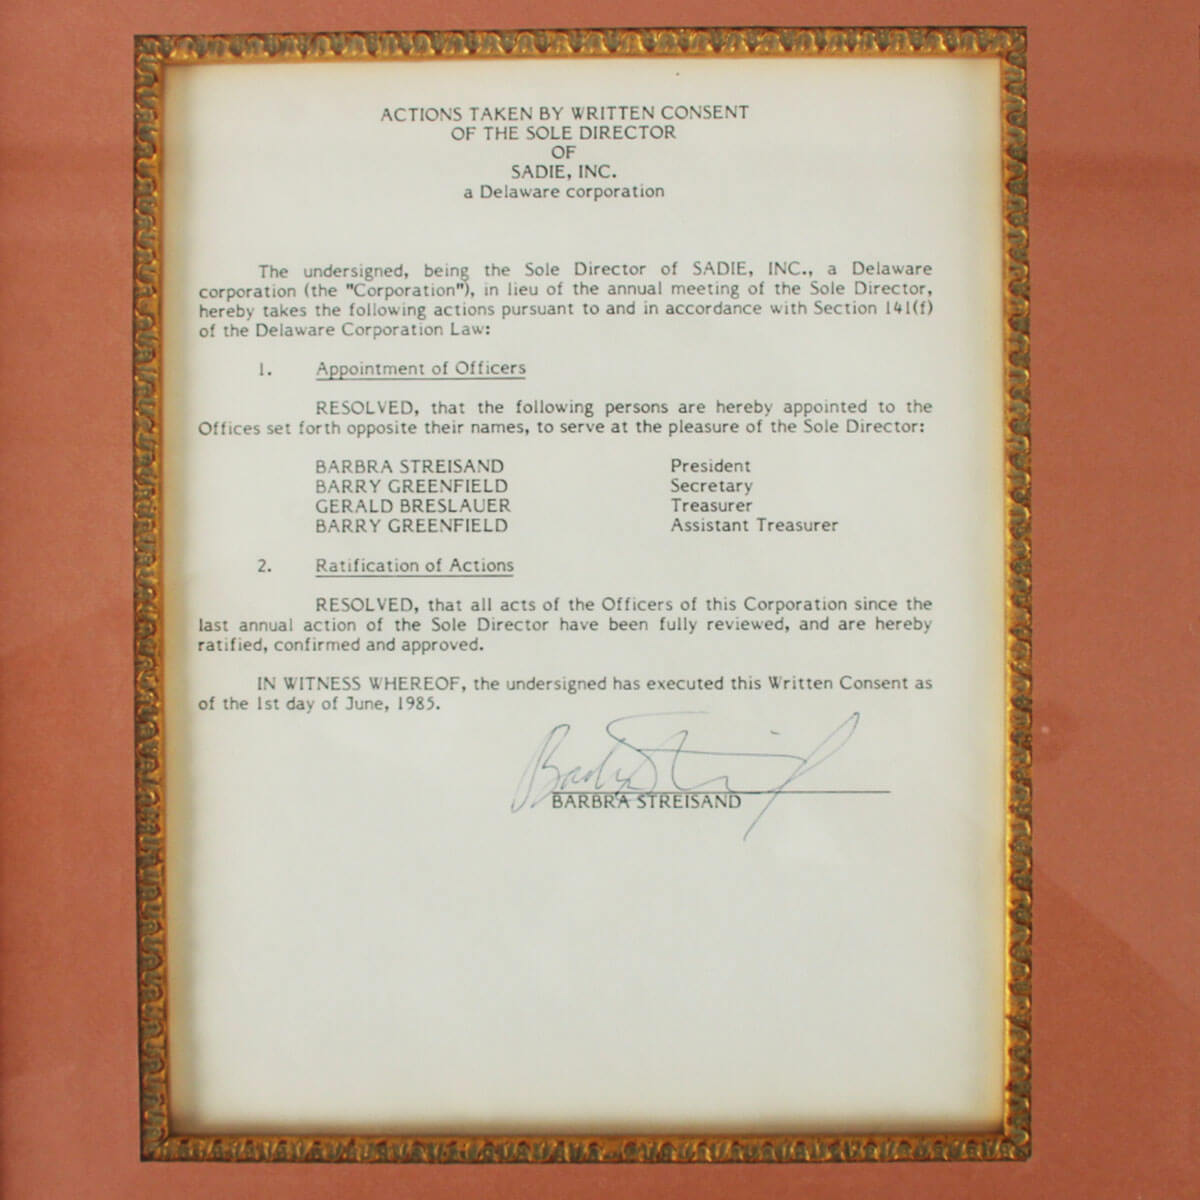 ACTIONS TAKEN BY WRITTEN CONSENT
OF THE SOLE DIRECTOR
OF
SADIE, INC.
a Delaware corporation
The undersigned, being the Sole Director of SADIE, INC., a Delaware
corporation (the "Corporation"), in lieu of the annual meeting of the Sole Director,
hereby takes the following actions pursuant to and in accordance with Section 141(f)
of the Delaware Corporation Law:
1. Appointment of Officers
RESOLVED, that the following persons are hereby appointed to the
Offices set forth opposite their names, to serve at the pleasure of the Sole Director:
BARBRA STREISAND President
BARRY GREENFIELD Secretary
GERALD BRESLAUER Treasurer
BARRY GREENFIELD Assistant Treasurer
2. Ratification of Actions
RESOLVED, that all acts of the Officers of this Corporation since the
last annual action of the Sole Director have been fully reviewed, and are hereby
ratified, confirmed and approved.
IN WITNESS WHEREOF, the undersigned has executed this Written Consent as
of the 1st day of June, 1985.
BARBRA STREISAND